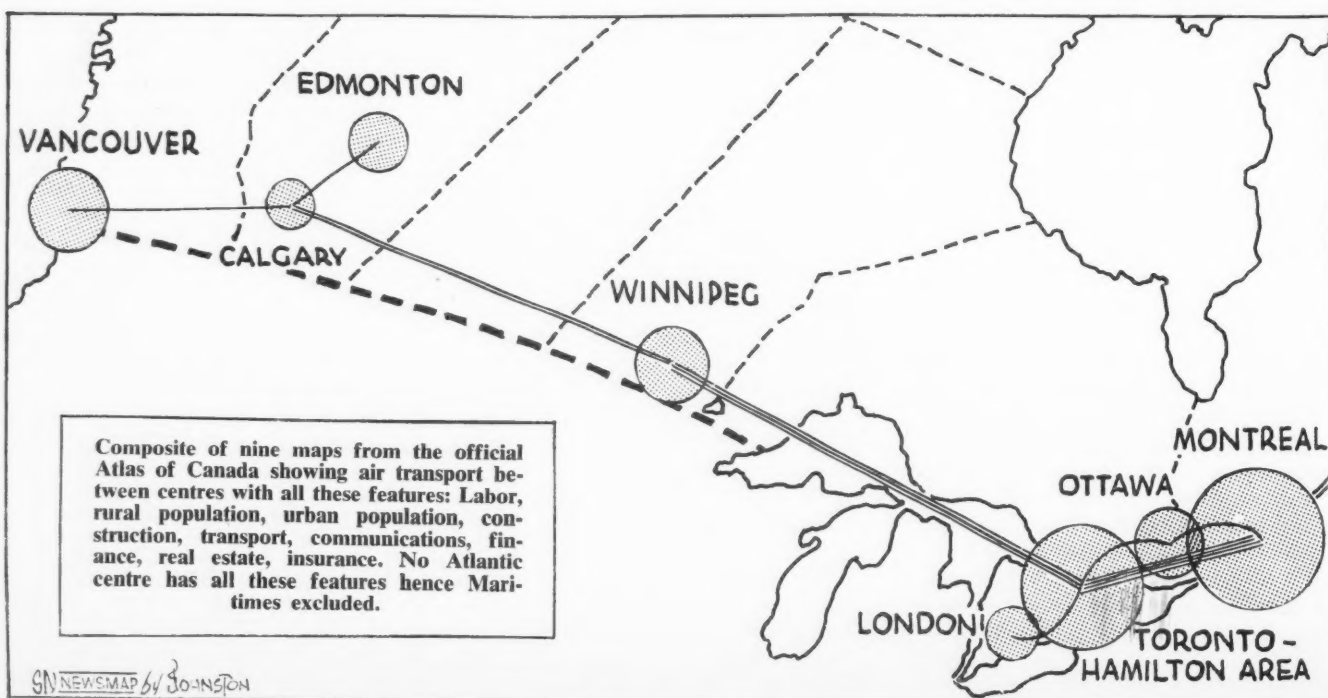 EDMONTON
VANCOUVER
CALGARY
WINNIPEG
MONTREAL
OTTAWA
LONDON
TORONTO-
HAMILTON AREA
Composite of nine maps from the official
Atlas of Canada showing air transport be-
tween centres with all these features: Labor,
rural population, urban population, con-
struction, transport, communications, fin-
ance, real estate, insurance. No Atlantic
centre has all these features hence Mari-
times excluded.
SN NEWSMAP by JOHNSTON